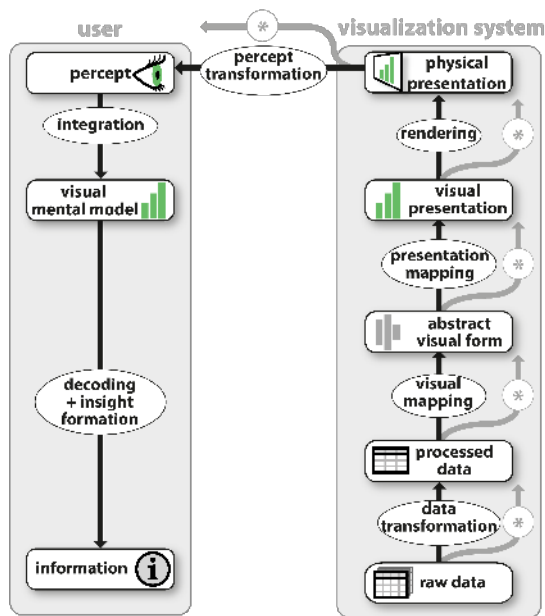 user
visualization system
*
percept
percept
transformation
physical
presentation
integration
rendering
*
visual
mental model
visual
presentation
presentation
mapping
*
abstract
visual form
decoding
+ insight
formation
visual
mapping
*
processed
data
data
transformation
*
information
i
raw data